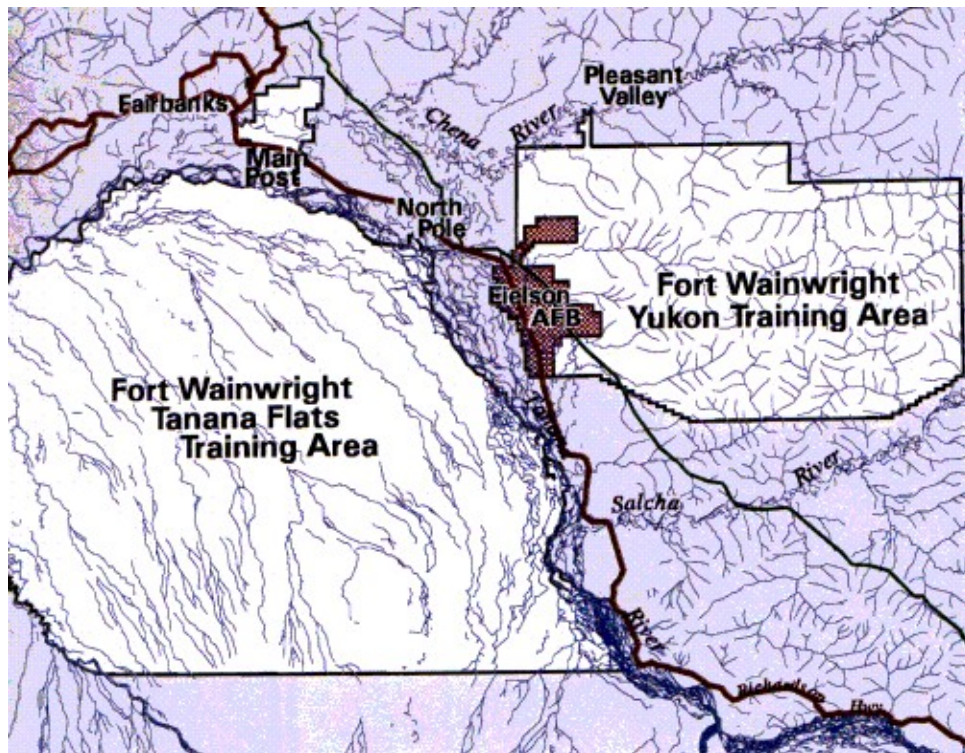 Pleasant
Valley
Fairbanks
Chena
River
Main
Post
North
Pole
Eielson
AFB
Fort Wainwright
Yukon Training Area
Fort Wainwright
Tanana Flats
Training Area
Tanana
Salcha
River
River
Richardson
Hwy